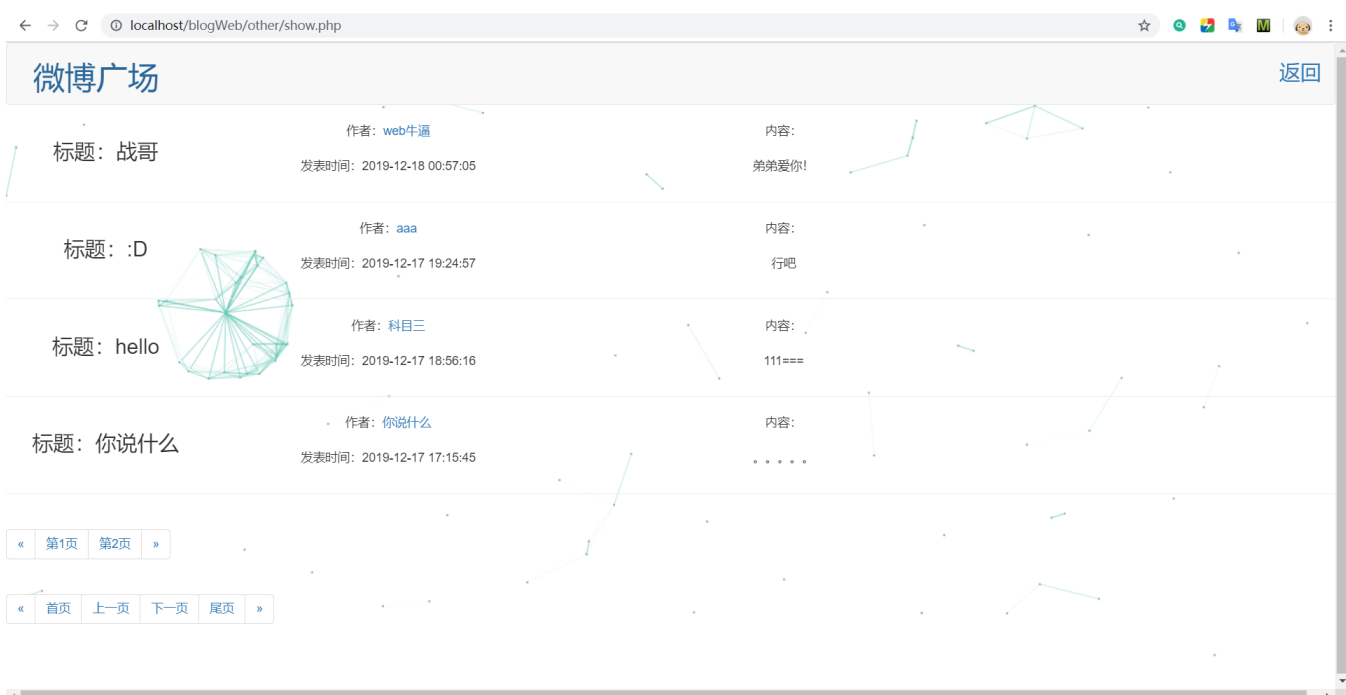 localhost/blogWeb/other/show.php
微博广场
返回
标题：战哥
作者：web牛逼
发表时间：2019-12-18 00:57:05
内容：
弟弟爱你！
标题：:D
作者：aaa
发表时间：2019-12-17 19:24:57
内容：
行吧
标题：hello
作者：科目三
发表时间：2019-12-17 18:56:16
内容：
111===
标题：你说什么
作者：你说什么
发表时间：2019-12-17 17:15:45
内容：
。。。。。
« 第1页 第2页 »
« 首页 上一页 下一页 尾页 »